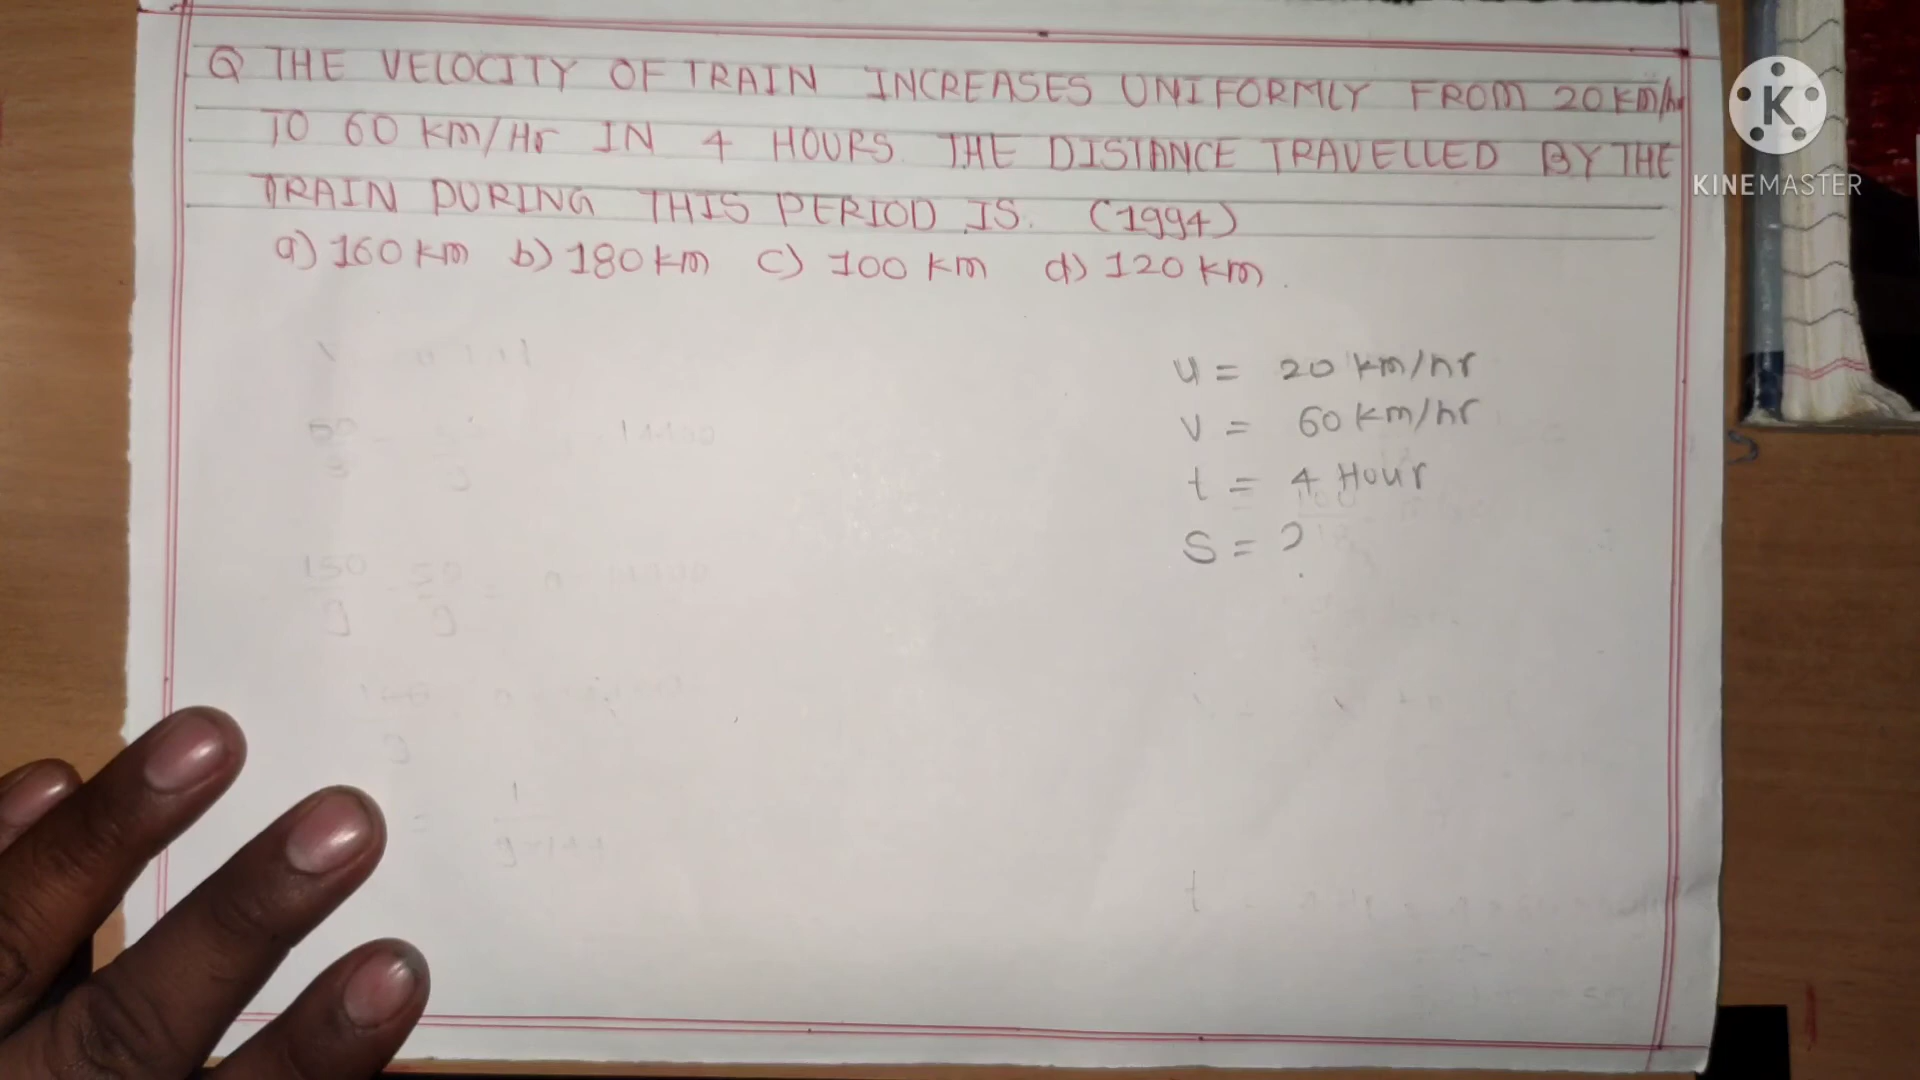 Q THE VELOCITY OF TRAIN INCREASES UNIFORMLY FROM 20 KM/hr
TO 60 KM/Hr IN 4 HOURS. THE DISTANCE TRAVELLED BY THE
TRAIN DURING THIS PERIOD IS. (1994)
a) 160 km b) 180 km c) 100 km d) 120 km.
u = 20 km/hr
v = 60 km/hr
t = 4 Hour
S = ?
K
KINEMASTER